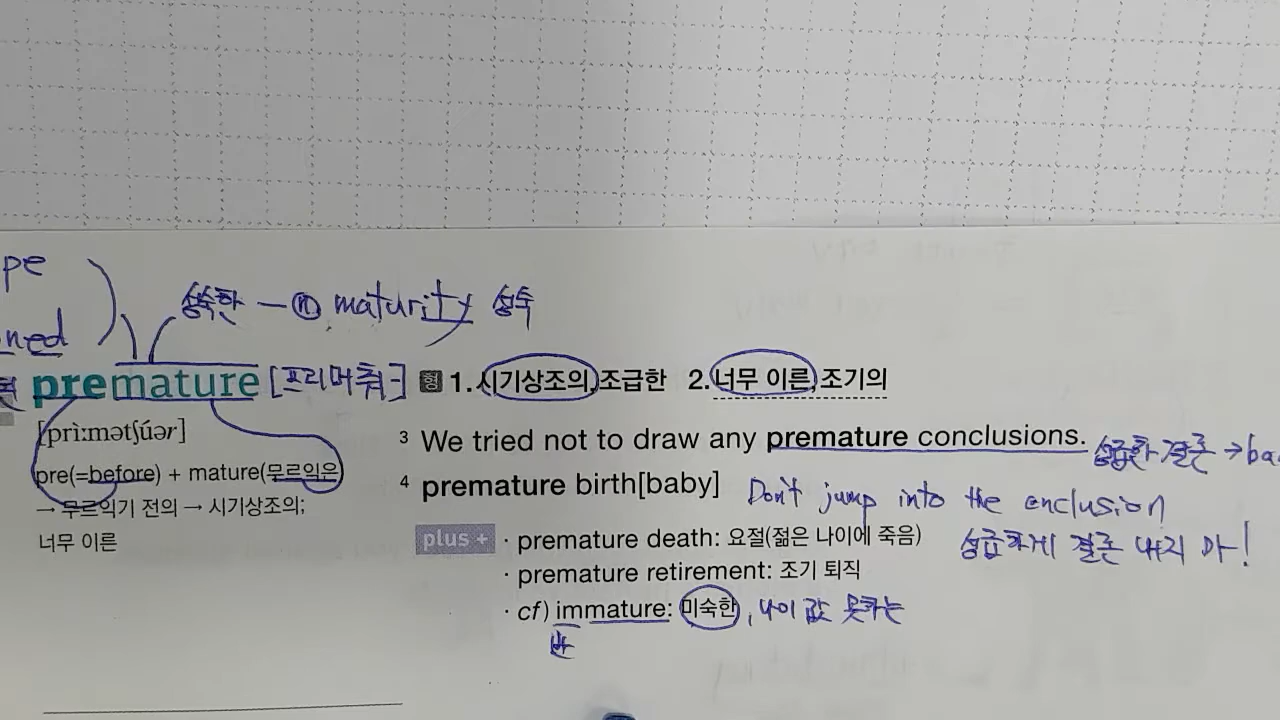 pe
성숙한 — ⓝ maturity 성숙
ned
premature [프리머춰-] 형 1. 시기상조의, 조급한 2. 너무 이른, 조기의
[prìːmətʃúər]
pre(=before) + mature(무르익은)
→ 무르익기 전의 → 시기상조의;
너무 이른
3 We tried not to draw any premature conclusions. 성급한 결론 → ba
4 premature birth[baby] Don't jump into the onclusion
plus + · premature death: 요절(젊은 나이에 죽음) 성급하게 결론 내지 마!
· premature retirement: 조기 퇴직
· cf) immature: 미숙한, 나이 값 못하는